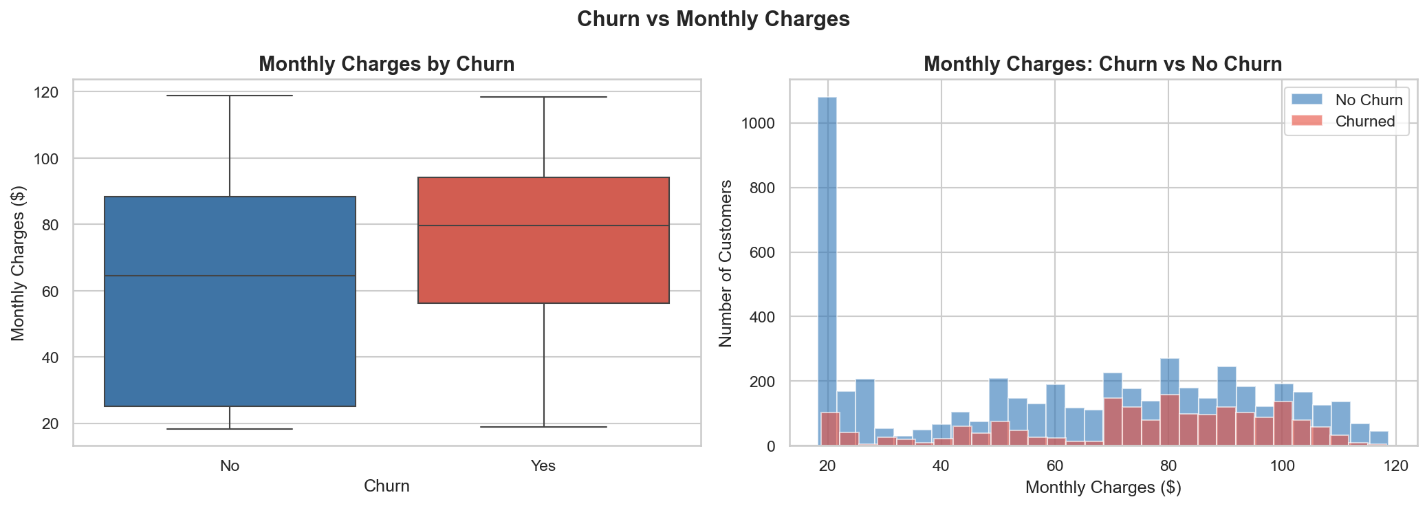 Churn vs Monthly Charges
Monthly Charges by Churn
Monthly Charges ($)
120
100
80
60
40
20
No
Yes
Churn
Monthly Charges: Churn vs No Churn
No Churn
Churned
Number of Customers
1000
800
600
400
200
0
20
40
60
80
100
120
Monthly Charges ($)